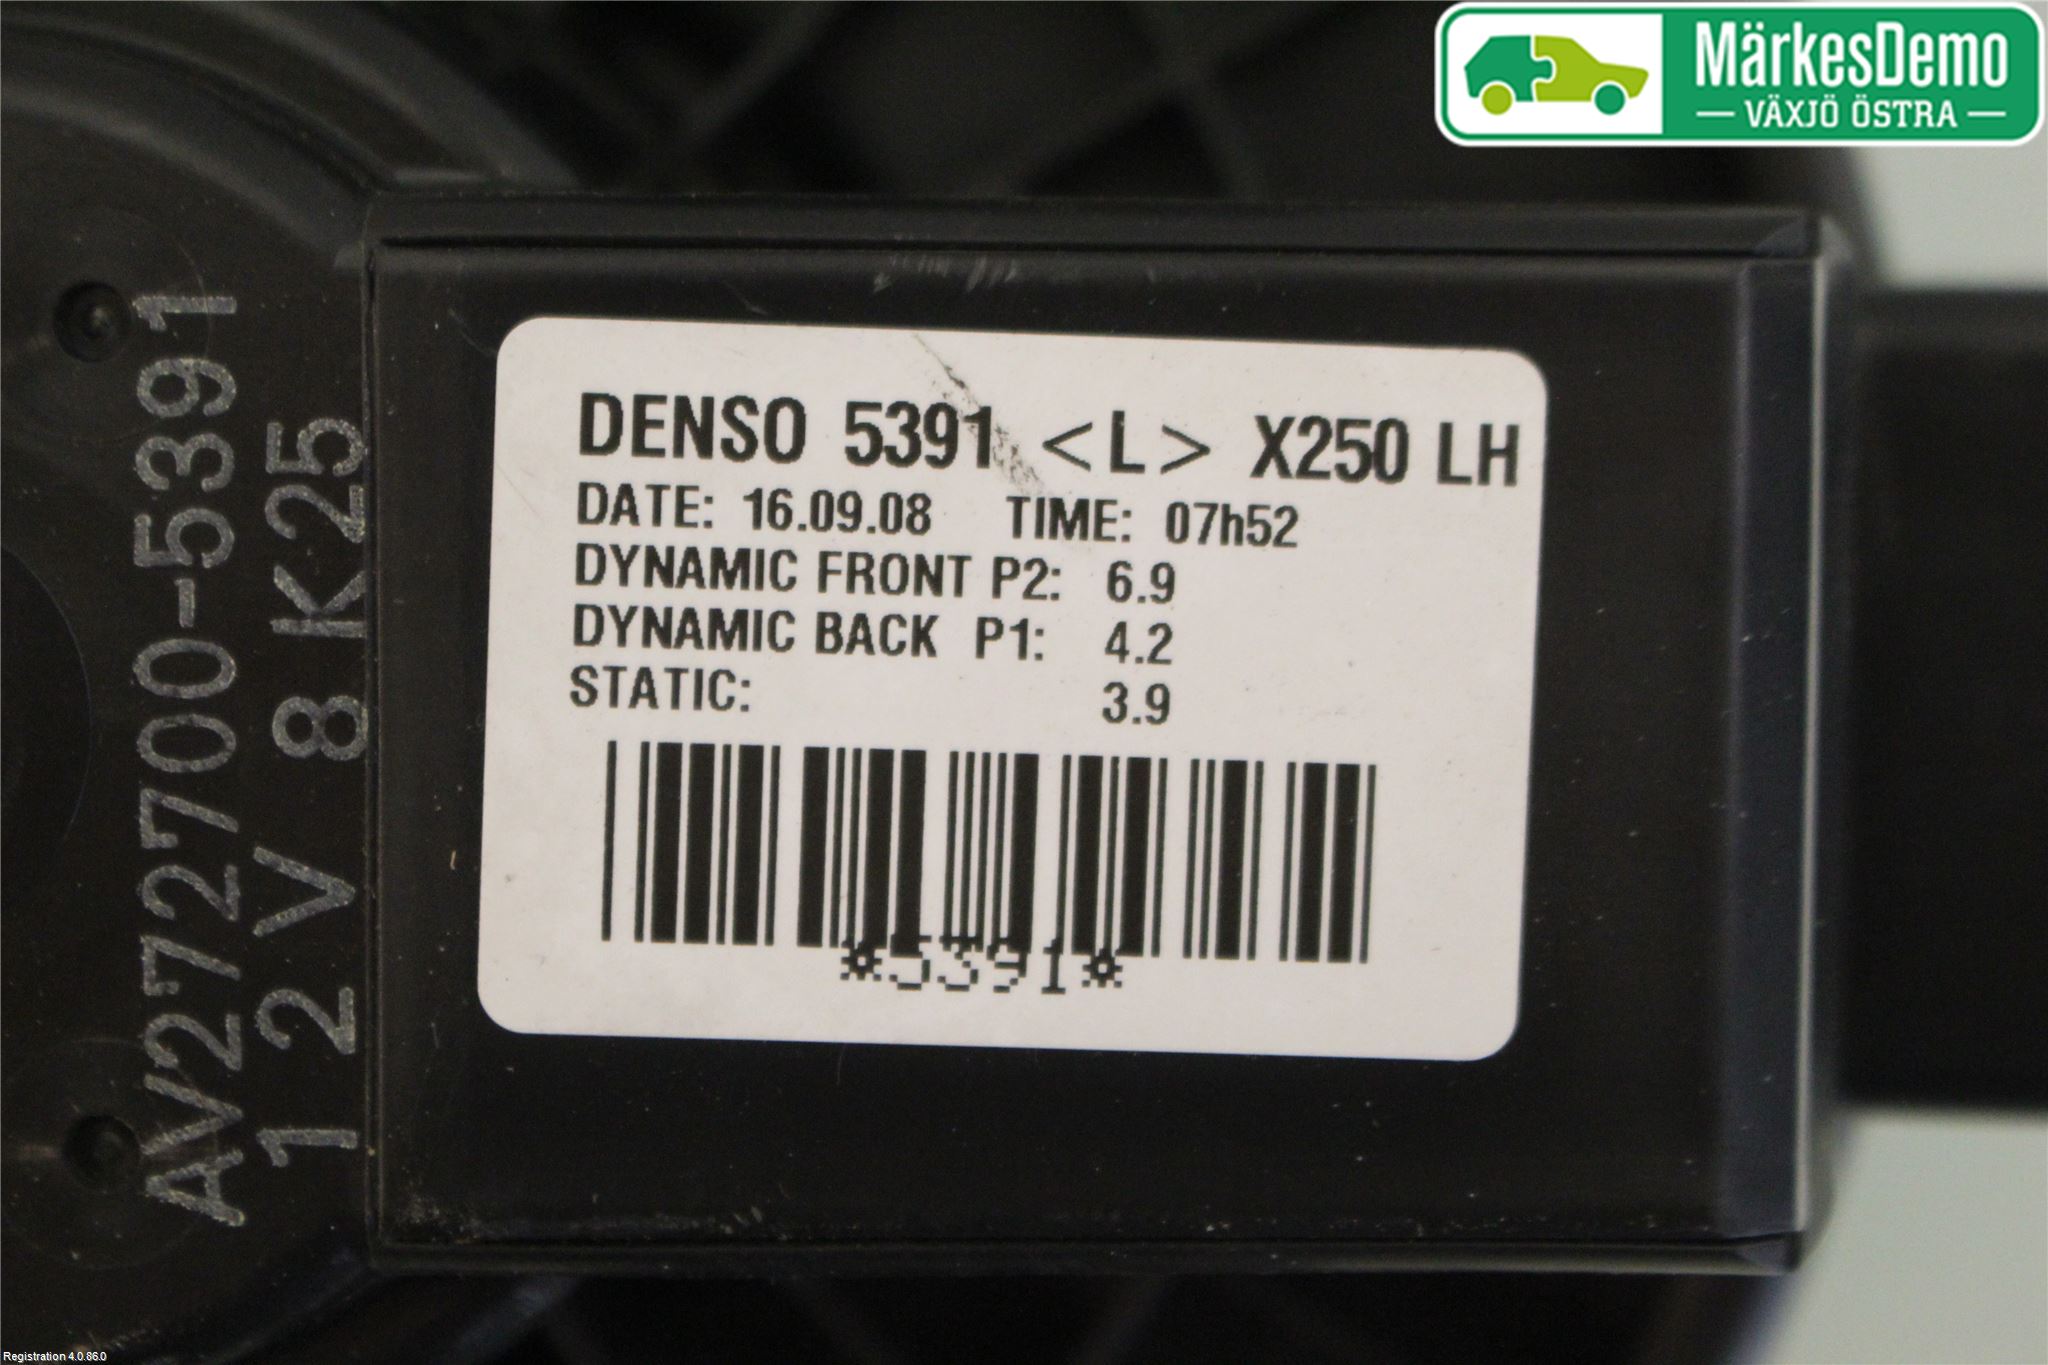 MärkesDemo
VÄXJÖ ÖSTRA
AV272700-5391
12V 8K25
DENSO 5391 <L> X250 LH
DATE: 16.09.08 TIME: 07h52
DYNAMIC FRONT P2: 6.9
DYNAMIC BACK P1: 4.2
STATIC: 3.9
*5391*
Registration 4.0.86.0